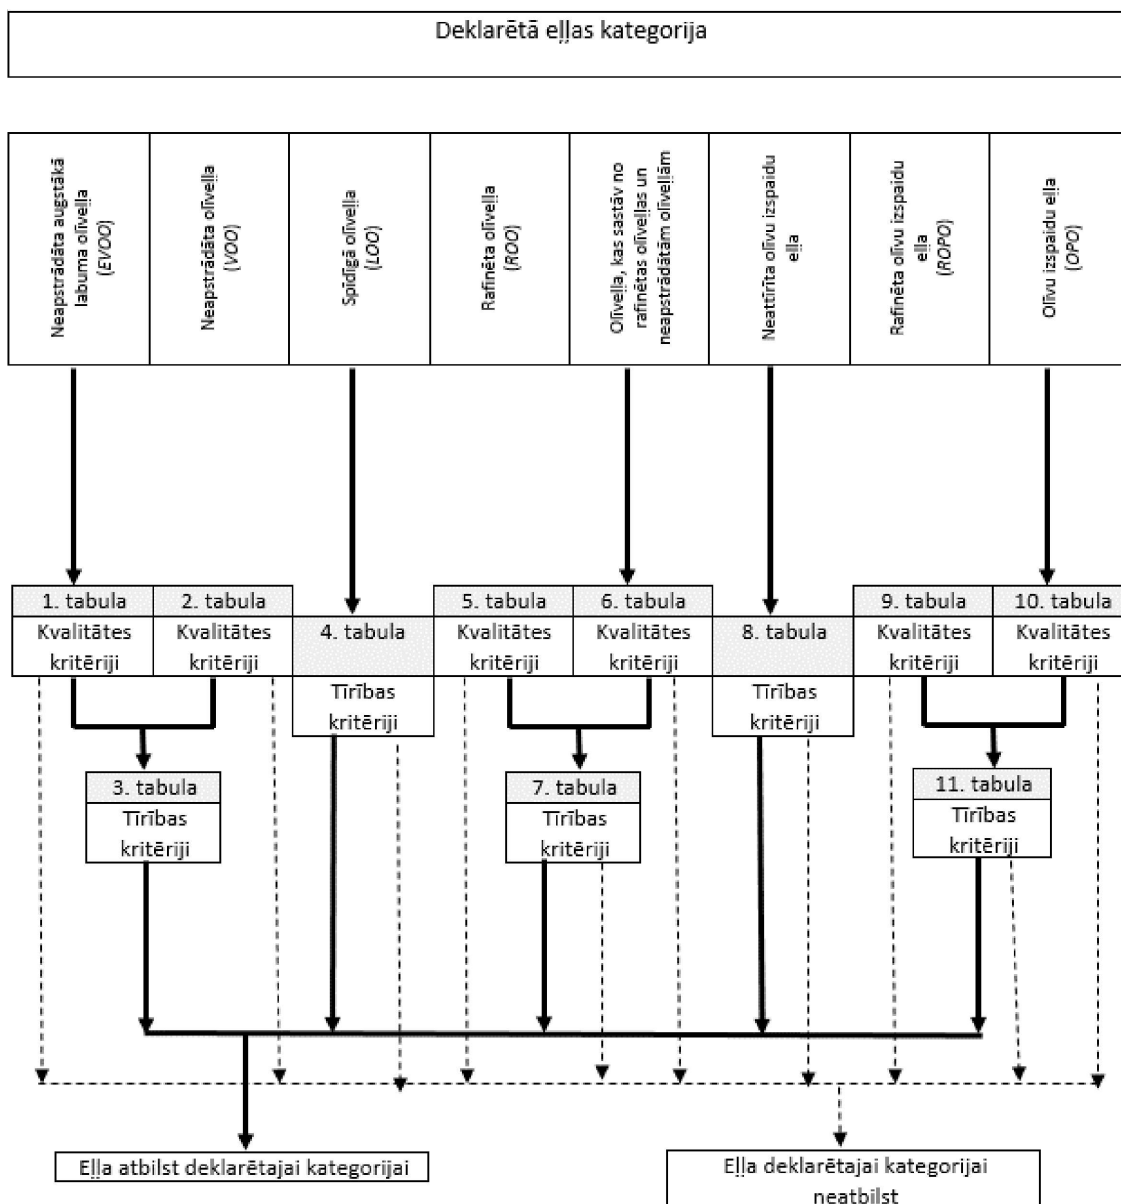 Deklarētā eļļas kategorija
Neapstrādāta augstākā
labuma olīveļļa
(EVOO)
Neapstrādāta olīveļļa
(VOO)
Spīdīgā olīveļļa
(LOO)
Rafinēta olīveļļa
(ROO)
Olīveļļa, kas sastāv no
rafinētas olīveļļas un
neapstrādātām olīveļļām
Neattīrīta olīvu izspaidu
eļļa
Rafinēta olīvu izspaidu
eļļa
(ROPO)
Olīvu izspaidu eļļa
(OPO)
1. tabula
Kvalitātes
kritēriji
2. tabula
Kvalitātes
kritēriji
4. tabula
Tīrības
kritēriji
5. tabula
Kvalitātes
kritēriji
6. tabula
Kvalitātes
kritēriji
8. tabula
Tīrības
kritēriji
9. tabula
Kvalitātes
kritēriji
10. tabula
Kvalitātes
kritēriji
3. tabula
Tīrības
kritēriji
7. tabula
Tīrības
kritēriji
11. tabula
Tīrības
kritēriji
Eļļa atbilst deklarētajai kategorijai
Eļļa deklarētajai kategorijai
neatbilst